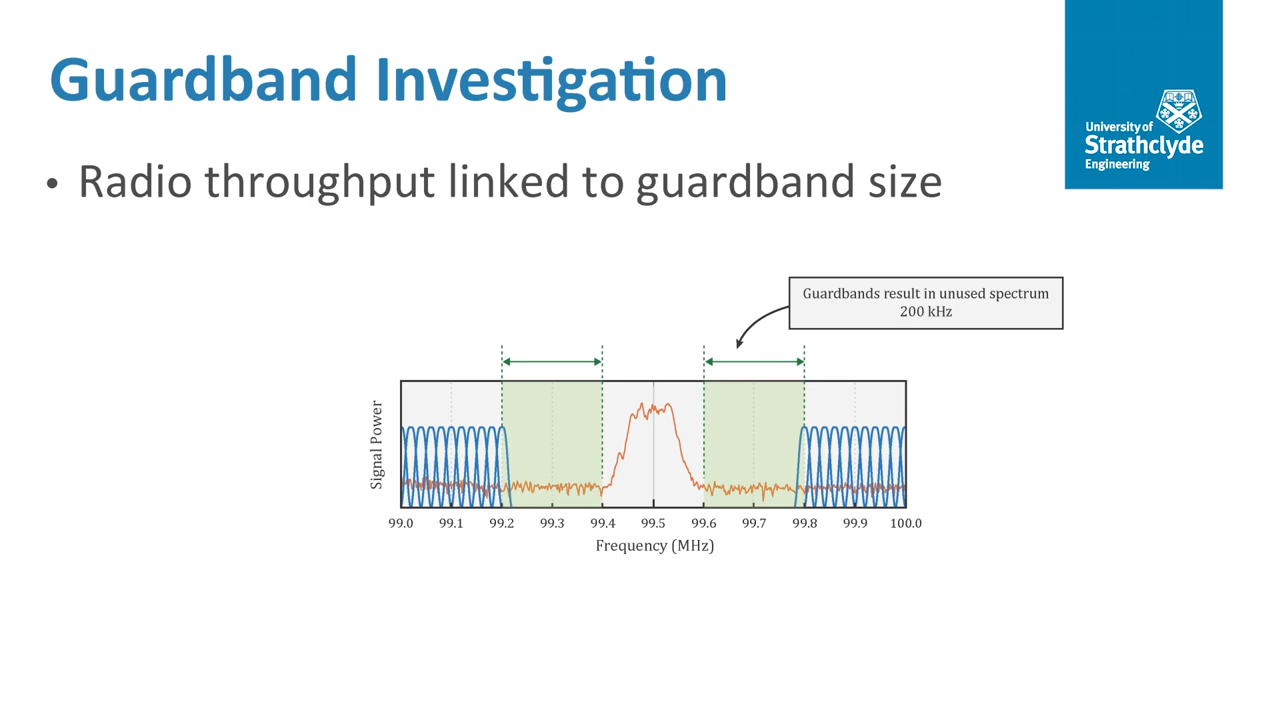 Guardband Investigation
University of
Strathclyde
Engineering
• Radio throughput linked to guardband size
Guardbands result in unused spectrum
200 kHz
Signal Power
99.0 99.1 99.2 99.3 99.4 99.5 99.6 99.7 99.8 99.9 100.0
Frequency (MHz)